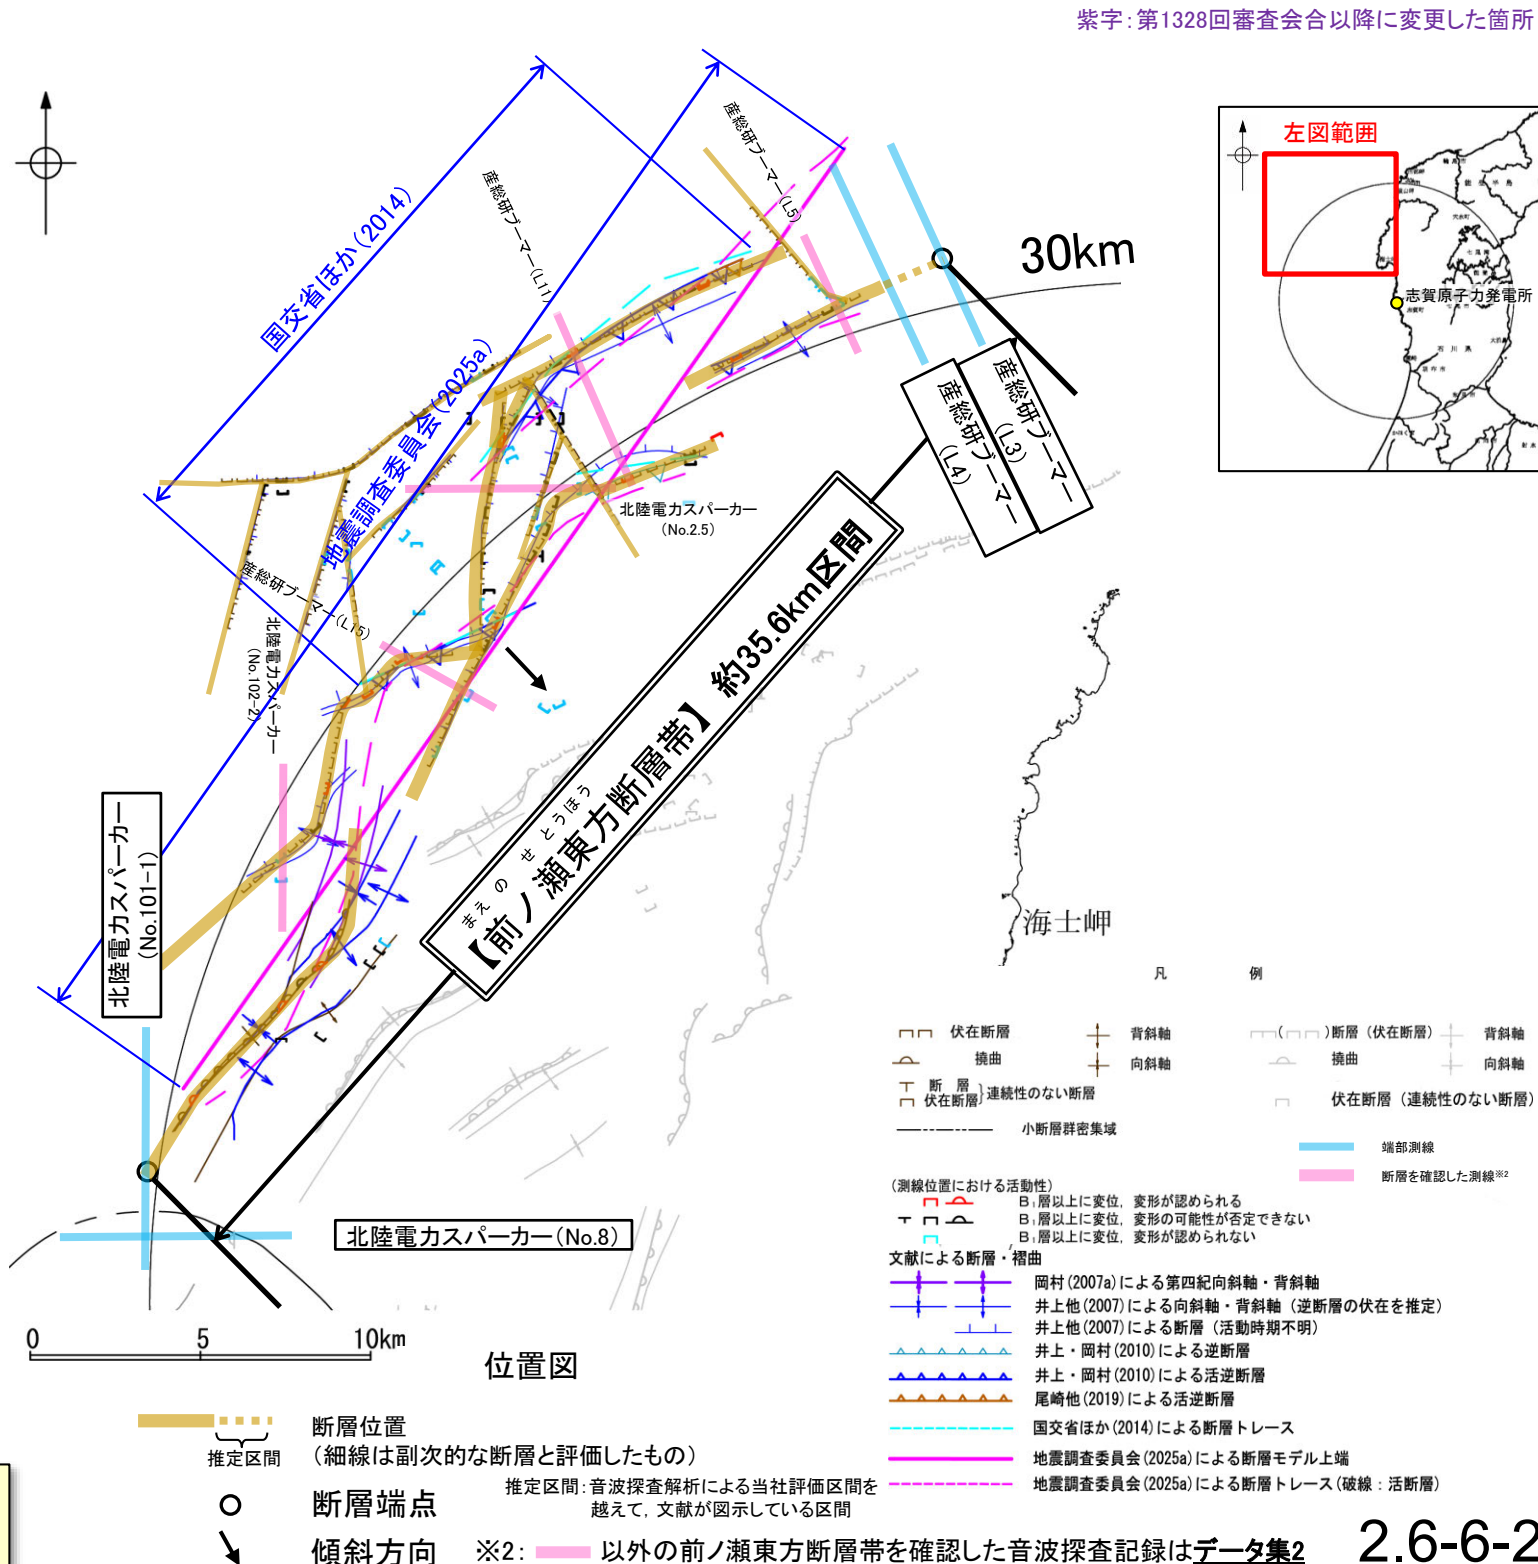 紫字：第1328回審査会合以降に変更した箇所
左図範囲
志賀原子力発電所
30km
国交省ほか(2014)
地震調査委員会(2025a)
産総研ブーマー(L5)
産総研ブーマー(L11)
産総研ブーマー
(L3)
産総研ブーマー
(L4)
北陸電力スパーカー
(No.2.5)
産総研ブーマー(L15)
北陸電力スパーカー
(No.102-2)
北陸電力スパーカー
(No.101-1)
まえ の せ とうほう
【前ノ瀬東方断層帯】 約35.6km区間
海士岬
北陸電力スパーカー(No.8)
0 5 10km
位置図
凡 例
伏在断層 背斜軸
撓曲 向斜軸
断 層
伏在断層 }連続性のない断層
小断層群密集域
( )断層 (伏在断層) 背斜軸
撓曲 向斜軸
伏在断層 (連続性のない断層)
端部測線
断層を確認した測線※2
(測線位置における活動性)
B1層以上に変位，変形が認められる
B1層以上に変位，変形の可能性が否定できない
B1層以上に変位，変形が認められない
文献による断層・褶曲
岡村(2007a)による第四紀向斜軸・背斜軸
井上他(2007)による向斜軸・背斜軸 (逆断層の伏在を推定)
井上他(2007)による断層 (活動時期不明)
井上・岡村(2010)による逆断層
井上・岡村(2010)による活逆断層
尾崎他(2019)による活逆断層
国交省ほか(2014)による断層トレース
地震調査委員会(2025a)による断層モデル上端
地震調査委員会(2025a)による断層トレース(破線：活断層)
断層位置
推定区間 (細線は副次的な断層と評価したもの)
断層端点
推定区間：音波探査解析による当社評価区間を
越えて，文献が図示している区間
傾斜方向
※2： 以外の前ノ瀬東方断層帯を確認した音波探査記録はデータ集2
2.6-6-2